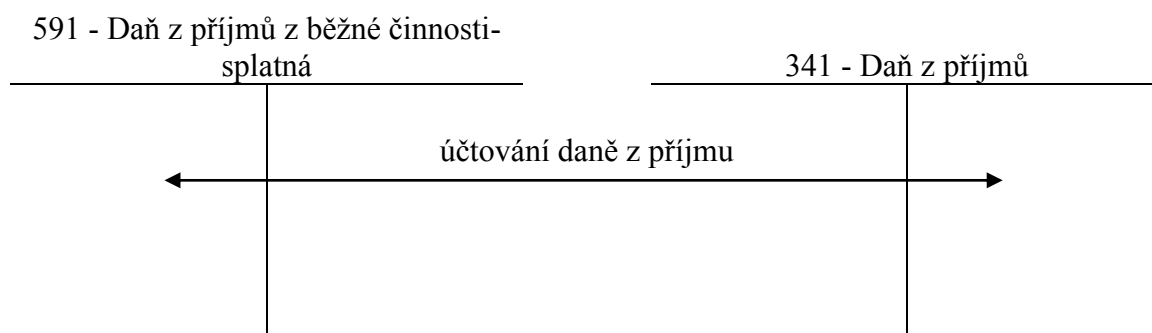 591 - Daň z příjmů z běžné činnosti-
splatná
341 - Daň z příjmů
účtování daně z příjmu